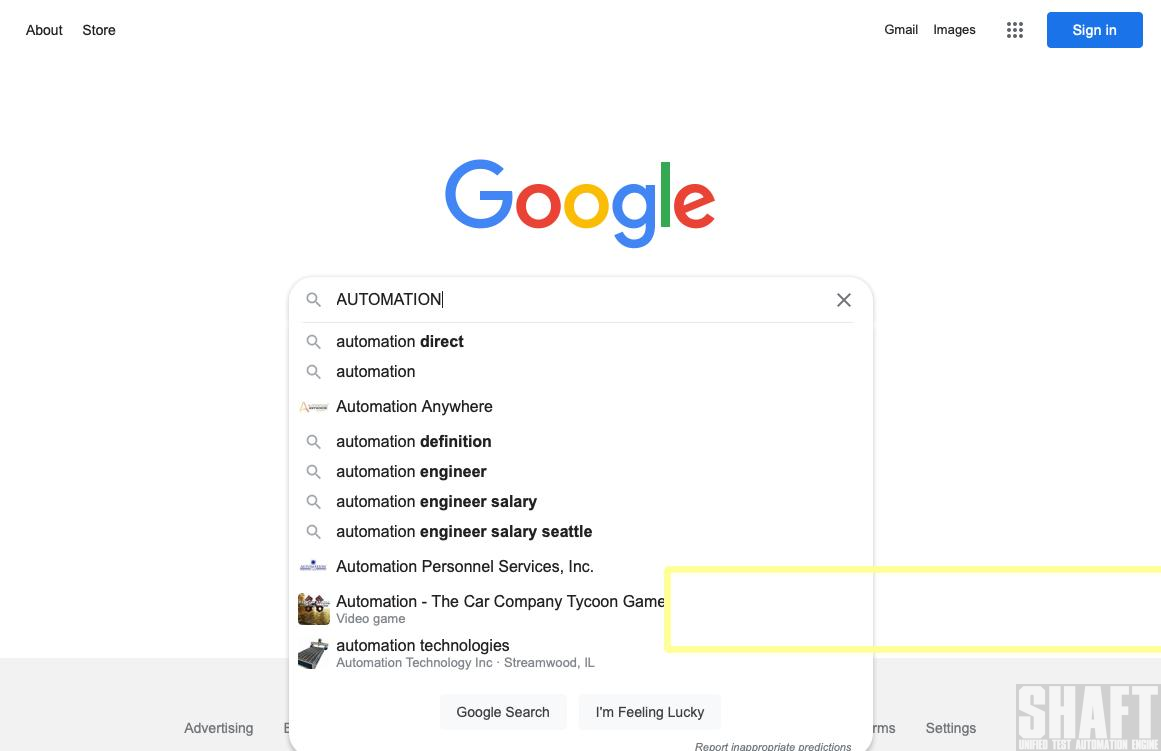 About Store
Gmail Images
Sign in
Google
AUTOMATION
automation direct
automation
Automation Anywhere
automation definition
automation engineer
automation engineer salary
automation engineer salary seattle
Automation Personnel Services, Inc.
Automation - The Car Company Tycoon Game
Video game
automation technologies
Automation Technology Inc · Streamwood, IL
Google Search
I'm Feeling Lucky
Advertising
Settings
Report inappropriate predictions
SHAFT
UNIFIED TEST AUTOMATION ENGINE